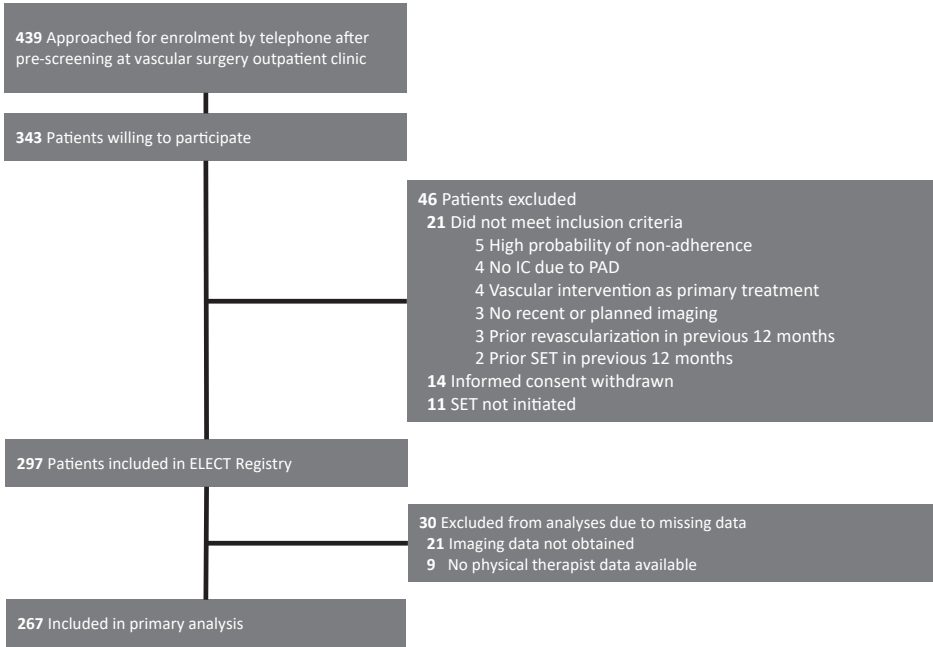 439 Approached for enrolment by telephone after
pre-screening at vascular surgery outpatient clinic
343 Patients willing to participate
46 Patients excluded
21 Did not meet inclusion criteria
5 High probability of non-adherence
4 No IC due to PAD
4 Vascular intervention as primary treatment
3 No recent or planned imaging
3 Prior revascularization in previous 12 months
2 Prior SET in previous 12 months
14 Informed consent withdrawn
11 SET not initiated
297 Patients included in ELECT Registry
30 Excluded from analyses due to missing data
21 Imaging data not obtained
9 No physical therapist data available
267 Included in primary analysis